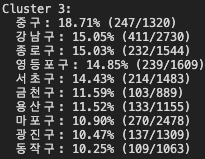 Cluster 3:
중구: 18.71% (247/1320)
강남구: 15.05% (411/2730)
종로구: 15.03% (232/1544)
영등포구: 14.85% (239/1609)
서초구: 14.43% (214/1483)
금천구: 11.59% (103/889)
용산구: 11.52% (133/1155)
마포구: 10.90% (270/2478)
광진구: 10.47% (137/1309)
동작구: 10.25% (109/1063)